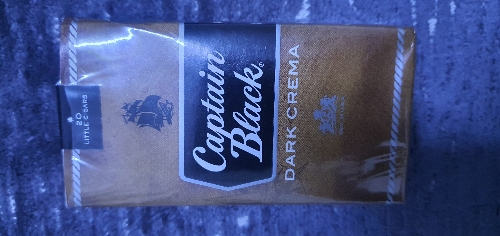 20
LITTLE CIGARS
Captain
Black
DARK CREMA